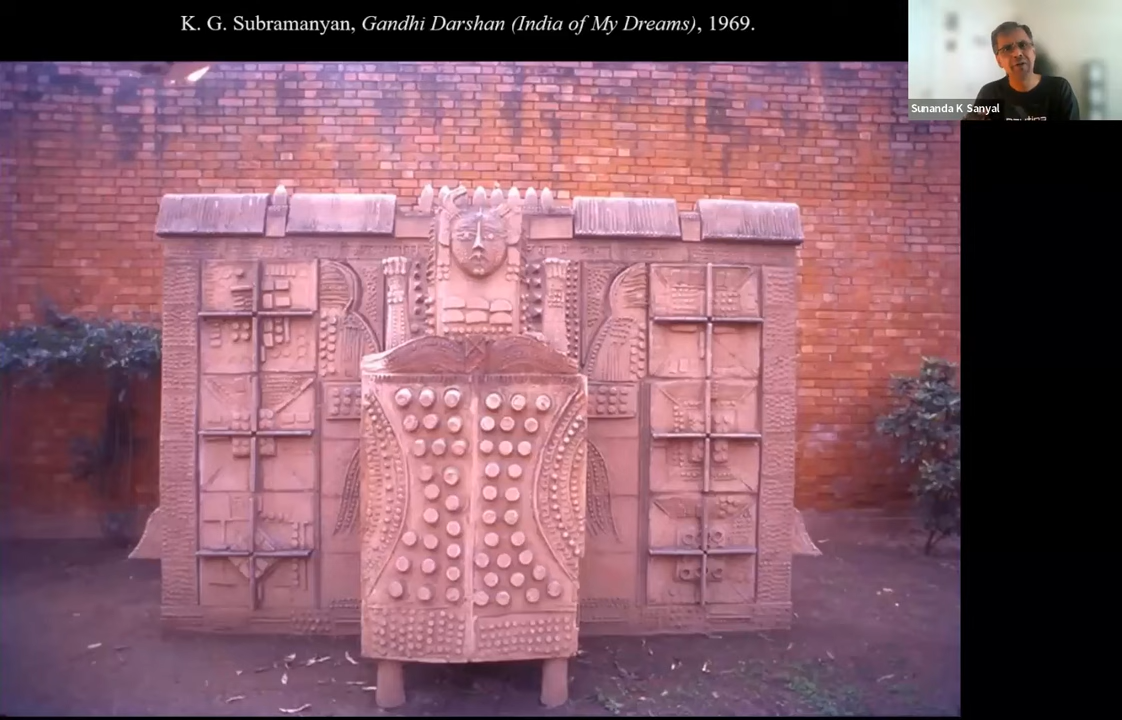 K. G. Subramanyan, Gandhi Darshan (India of My Dreams), 1969.
Sunanda K Sanyal